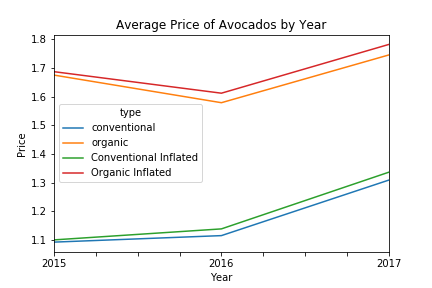 Average Price of Avocados by Year
1.8
1.7
1.6
1.5
1.4
1.3
1.2
1.1
Price
type
conventional
organic
Conventional Inflated
Organic Inflated
2015
2016
2017
Year